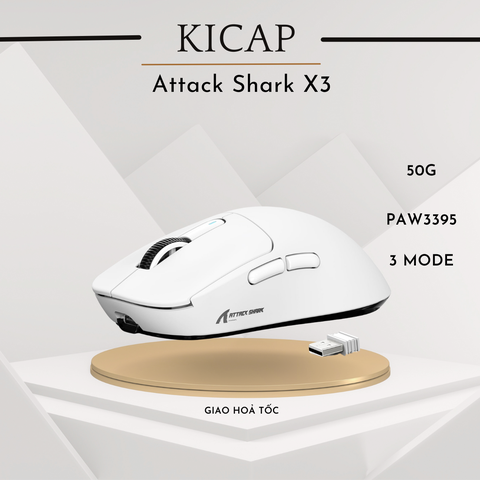 KICAP
Attack Shark X3
50G
PAW3395
3 MODE
ATTACK SHARK
GIAO HOẢ TỐC